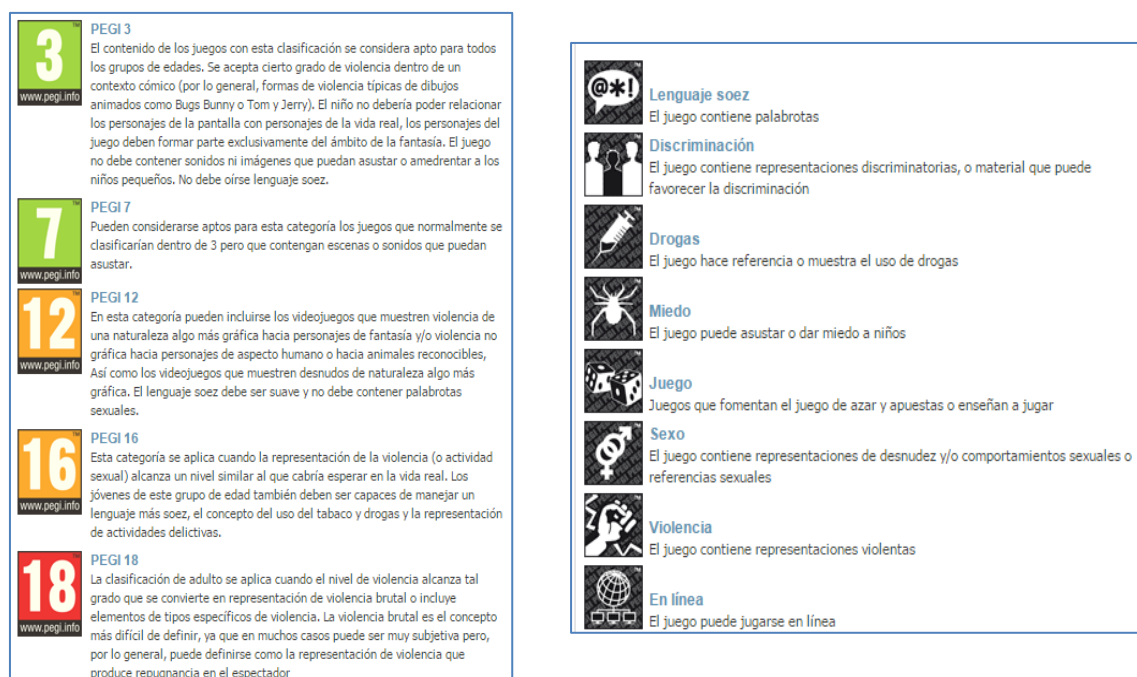 PEGI 3
El contenido de los juegos con esta clasificación se considera apto para todos
los grupos de edades. Se acepta cierto grado de violencia dentro de un
contexto cómico (por lo general, formas de violencia típicas de dibujos
animados como Bugs Bunny o Tom y Jerry). El niño no debería poder relacionar
los personajes de la pantalla con personajes de la vida real, los personajes del
juego deben formar parte exclusivamente del ámbito de la fantasía. El juego
no debe contener sonidos ni imágenes que puedan asustar o amedrentar a los
niños pequeños. No debe oírse lenguaje soez.
3
www.pegi.info
PEGI 7
Pueden considerarse aptos para esta categoría los juegos que normalmente se
clasificarían dentro de 3 pero que contengan escenas o sonidos que puedan
asustar.
7
www.pegi.info
PEGI 12
En esta categoría pueden incluirse los videojuegos que muestren violencia de
una naturaleza algo más gráfica hacia personajes de fantasía y/o violencia no
gráfica hacia personajes de aspecto humano o hacia animales reconocibles,
Así como los videojuegos que muestren desnudos de naturaleza algo más
gráfica. El lenguaje soez debe ser suave y no debe contener palabrotas
sexuales.
12
www.pegi.info
PEGI 16
Esta categoría se aplica cuando la representación de la violencia (o actividad
sexual) alcanza un nivel similar al que cabría esperar en la vida real. Los
jóvenes de este grupo de edad también deben ser capaces de manejar un
lenguaje más soez, el concepto del uso del tabaco y drogas y la representación
de actividades delictivas.
16
www.pegi.info
PEGI 18
La clasificación de adulto se aplica cuando el nivel de violencia alcanza tal
grado que se convierte en representación de violencia brutal o incluye
elementos de tipos específicos de violencia. La violencia brutal es el concepto
más difícil de definir, ya que en muchos casos puede ser muy subjetiva pero,
por lo general, puede definirse como la representación de violencia que
produce repugnancia en el espectador
18
www.pegi.info
@*!
Lenguaje soez
El juego contiene palabrotas
Discriminación
El juego contiene representaciones discriminatorias, o material que puede
favorecer la discriminación
Drogas
El juego hace referencia o muestra el uso de drogas
Miedo
El juego puede asustar o dar miedo a niños
Juego
Juegos que fomentan el juego de azar y apuestas o enseñan a jugar
Sexo
El juego contiene representaciones de desnudez y/o comportamientos sexuales o
referencias sexuales
Violencia
El juego contiene representaciones violentas
En línea
El juego puede jugarse en línea